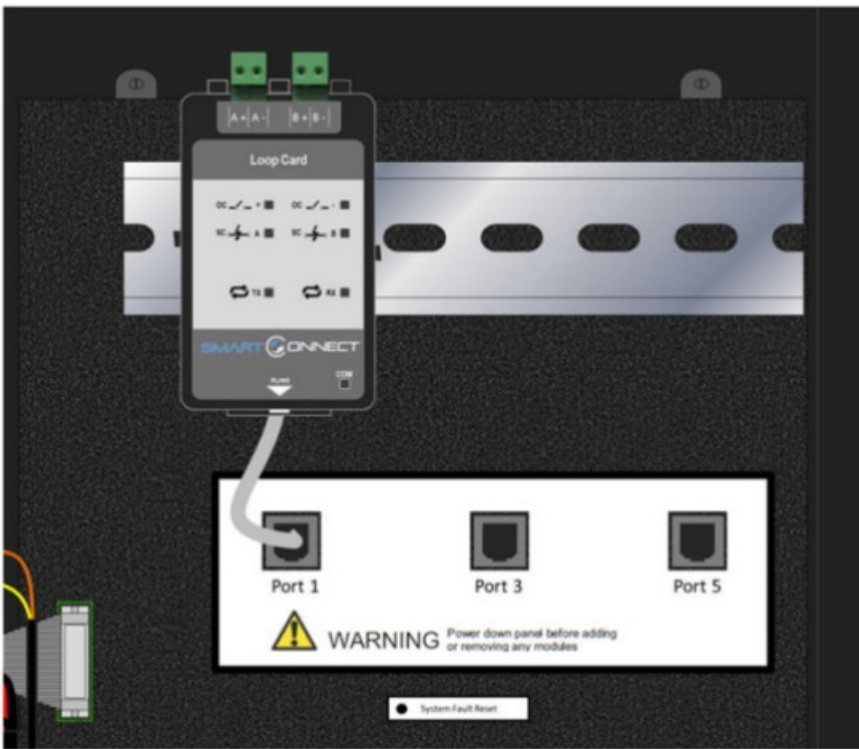 A+ A- B+ B-
Loop Card
OC + OC -
SC A SC B
TX RX
SMART CONNECT
COM
RJ45
Port 1 Port 3 Port 5
WARNING Power down panel before adding
or removing any modules
System Fault Reset